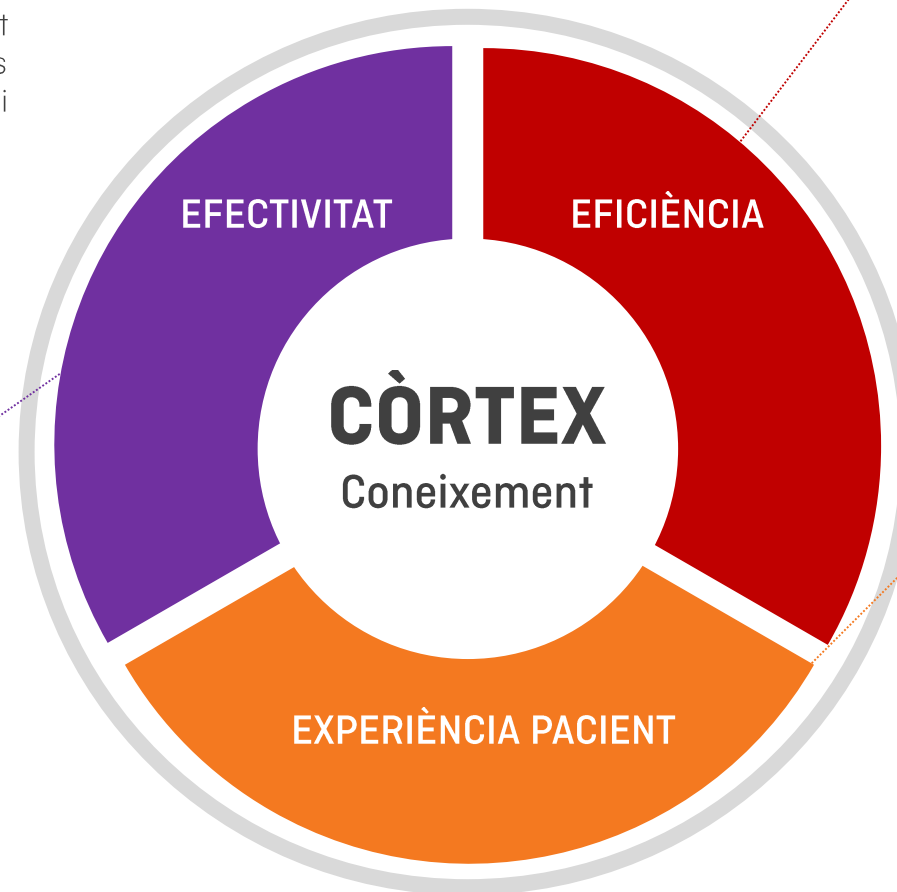 t
s
i
EFECTIVITAT
EFICIÈNCIA
CÒRTEX
Coneixement
EXPERIÈNCIA PACIENT